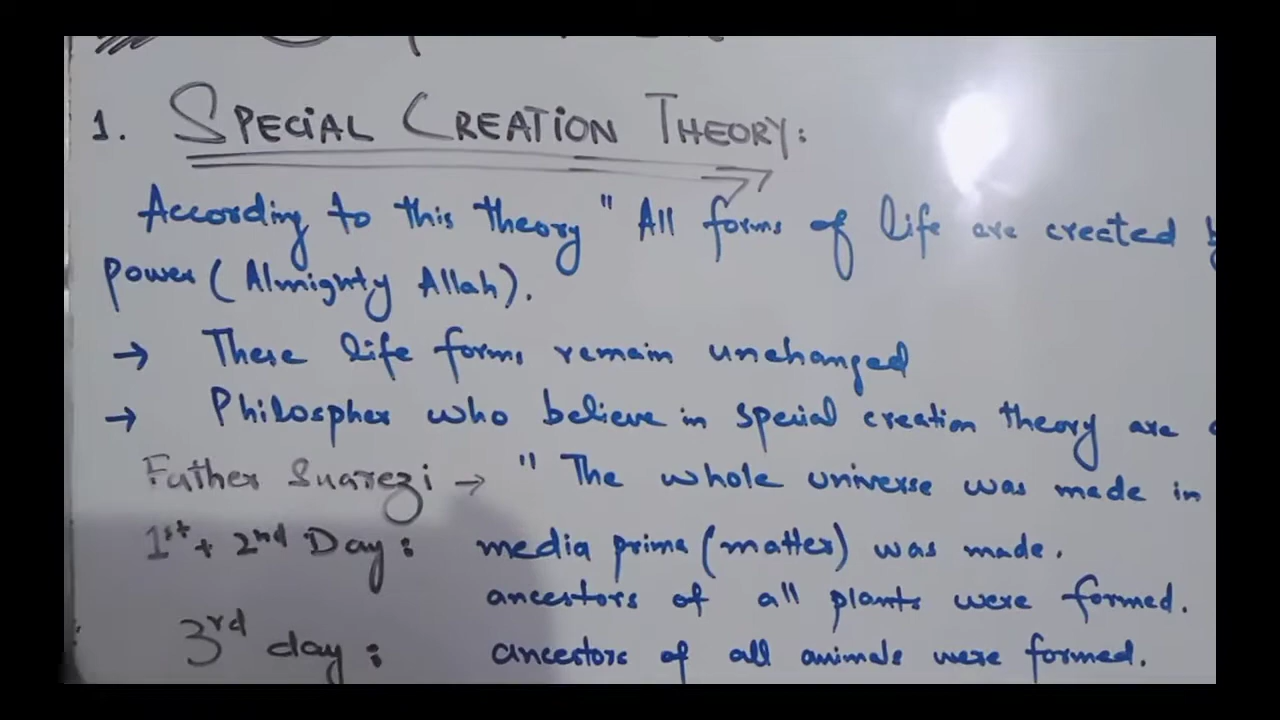 1. SPECIAL CREATION THEORY:
According to this theory "All forms of life are created
power (Almighty Allah).
→ These life forms remain unchanged
→ Philospher who believe in special creation theory are
Father Suarezi → "The whole universe was made in
1st + 2nd Day: media prima (matter) was made.
ancestors of all plants were formed.
3rd day: ancestors of all animals were formed.